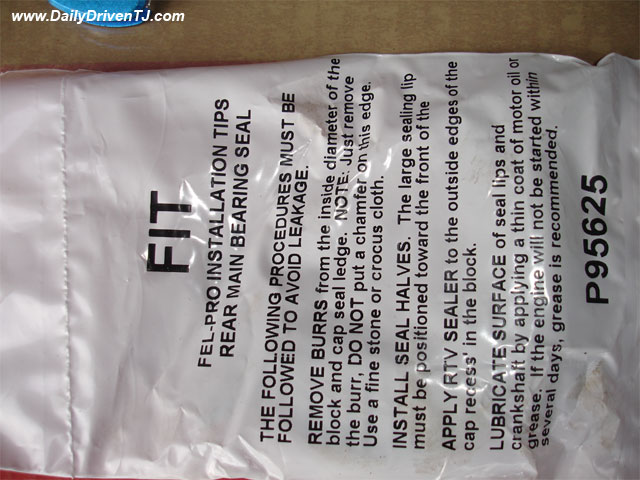 www.DailyDrivenTJ.com
FIT
FEL-PRO INSTALLATION TIPS
REAR MAIN BEARING SEAL
THE FOLLOWING PROCEDURES MUST BE
FOLLOWED TO AVOID LEAKAGE.
REMOVE BURRS from the inside diameter of the
block and cap seal ledge. NOTE: Just remove
the burr, DO NOT put a chamfer on this edge.
Use a fine stone or crocus cloth.
INSTALL SEAL HALVES. The large sealing lip
must be positioned toward the front of the
APPLY RTV SEALER to the outside edges of the
cap recess' in the block.
LUBRICATE SURFACE of seal lips and
crankshaft by applying a thin coat of motor oil or
grease. If the engine will not be started within
several days, grease is recommended.
P95625